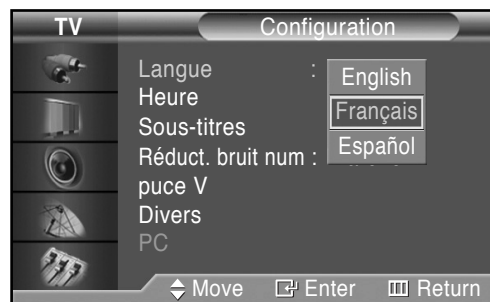 TV
Configuration
Langue :
English
Français
Español
Heure
Sous-titres
Réduct. bruit num :
puce V
Divers
PC
Move Enter Return